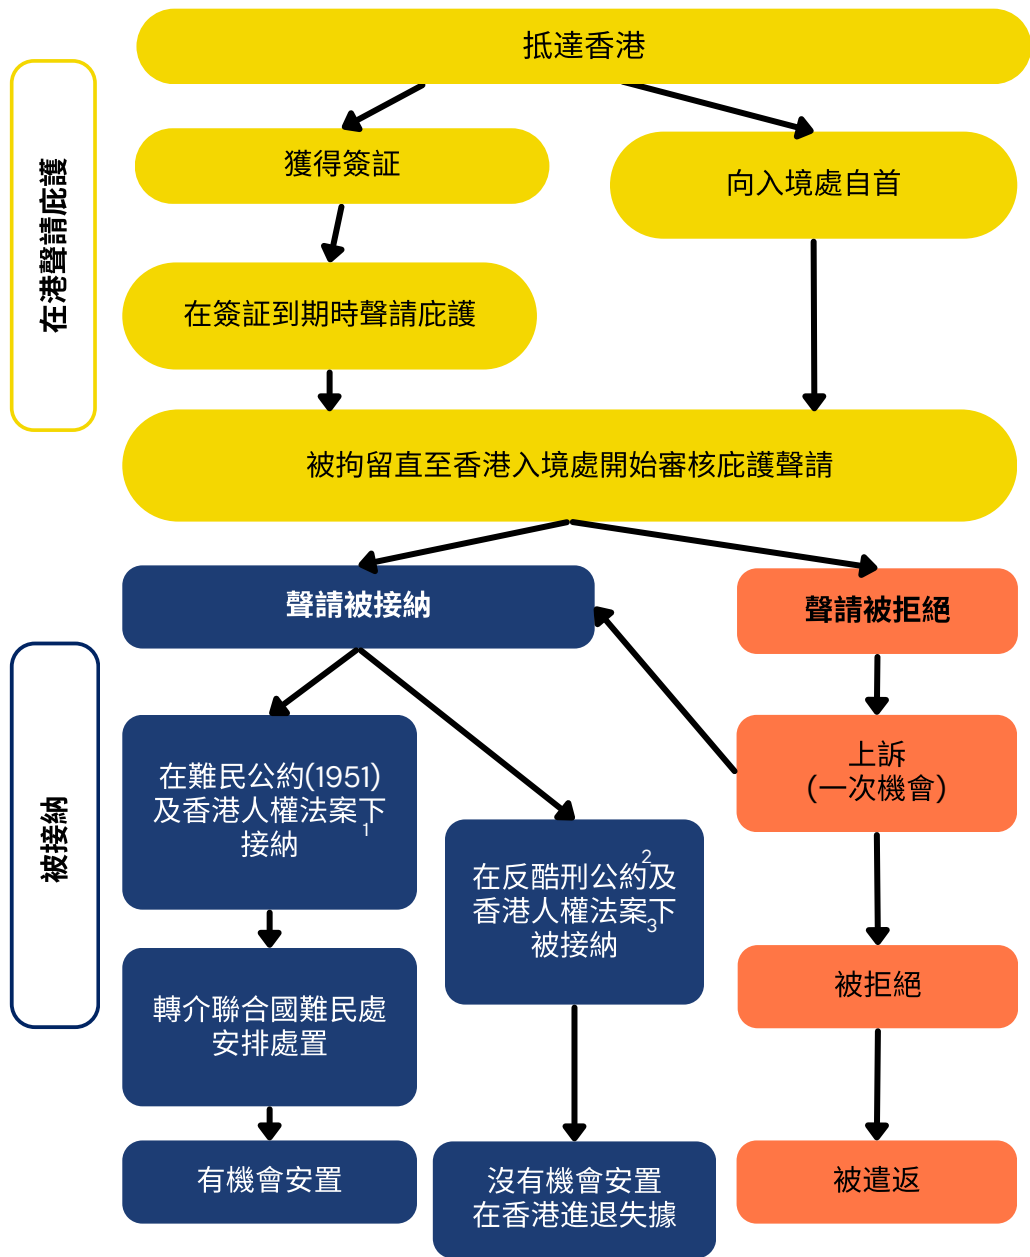 抵達香港
在港聲請庇護
獲得簽証
向入境處自首
在簽証到期時聲請庇護
被拘留直至香港入境處開始審核庇護聲請
聲請被接納
聲請被拒絕
被接納
在難民公約(1951)
及香港人權法案下
1
接納
上訴
(一次機會)
2
在反酷刑公約及
香港人權法案下
3
被接納
轉介聯合國難民處
安排處置
被拒絕
有機會安置
沒有機會安置
在香港進退失據
被遣返